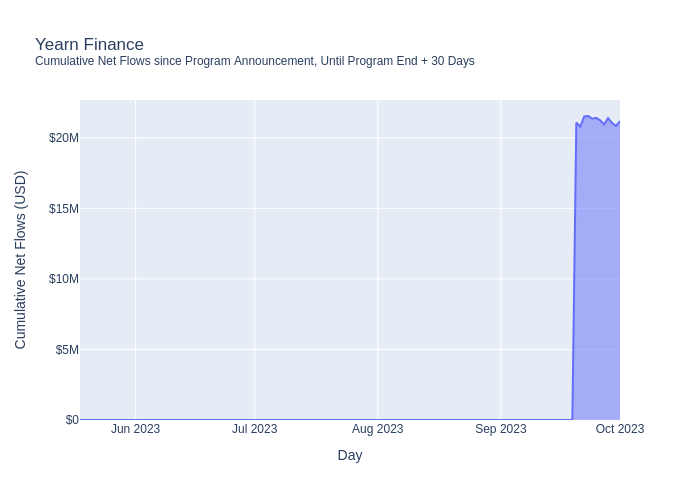 Yearn Finance
Cumulative Net Flows since Program Announcement, Until Program End + 30 Days
Cumulative Net Flows (USD)
$20M
$15M
$10M
$5M
$0
Jun 2023
Jul 2023
Aug 2023
Sep 2023
Oct 2023
Day